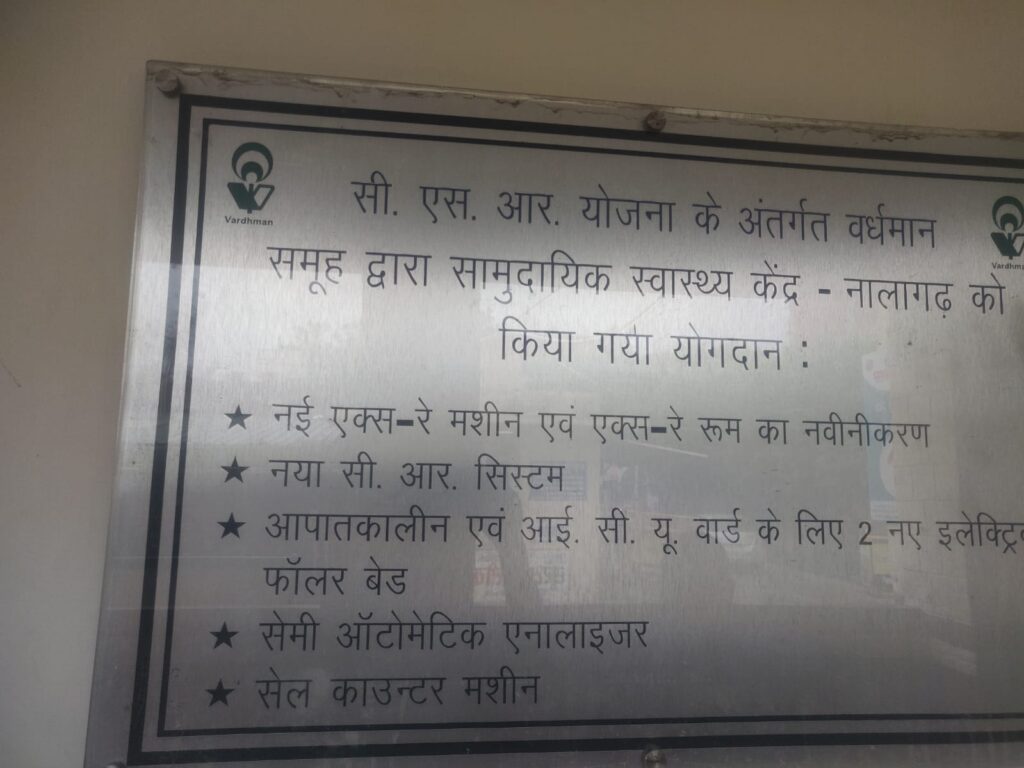 Vardhman
सी. एस. आर. योजना के अंतर्गत वर्धमान
समूह द्वारा सामुदायिक स्वास्थ्य केंद्र - नालागढ़ को
किया गया योगदान :
★ नई एक्स-रे मशीन एवं एक्स-रे रूम का नवीनीकरण
★ नया सी. आर. सिस्टम
★ आपातकालीन एवं आई. सी. यू. वार्ड के लिए 2 नए
फॉलर बेड
★ सेमी ऑटोमेटिक एनालाइजर
★ सेल काउन्टर मशीन